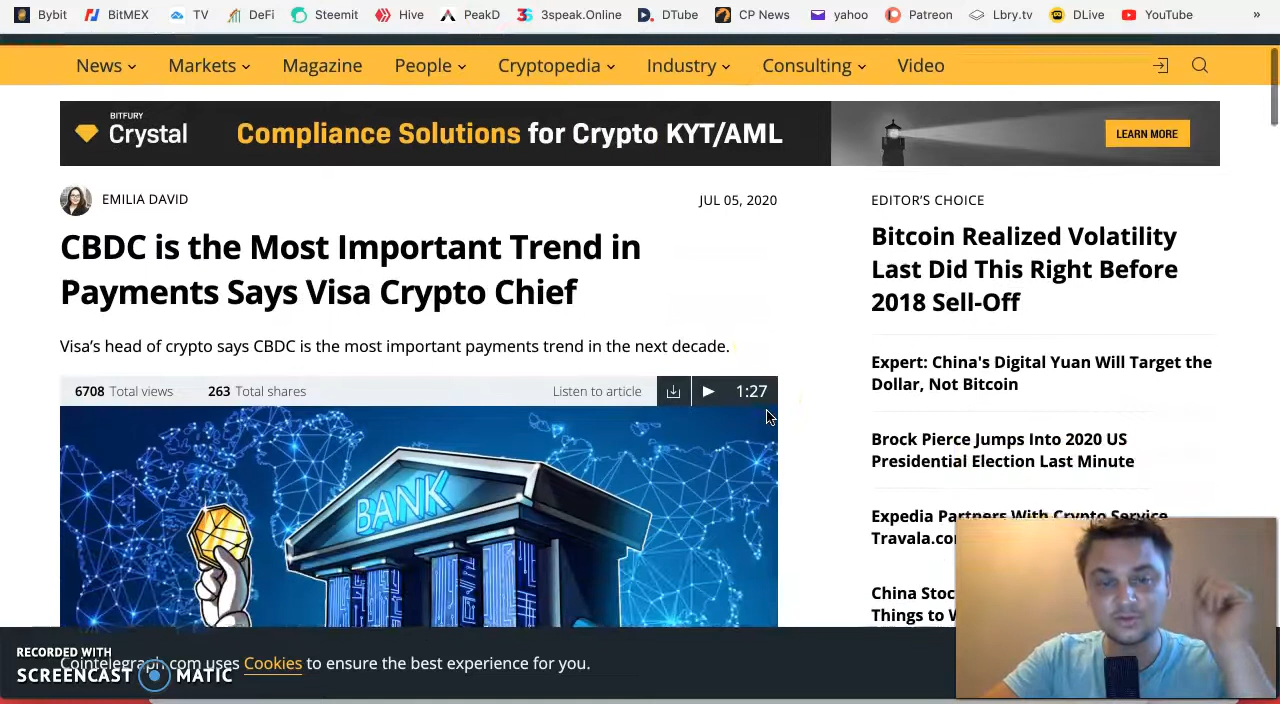 Bybit BitMEX TV DeFi Steemit Hive PeakD 3speak.Online DTube CP News yahoo Patreon Lbry.tv DLive YouTube »
News Markets Magazine People Cryptopedia Industry Consulting Video
BITFURY
Crystal
Compliance Solutions for Crypto KYT/AML
LEARN MORE
EMILIA DAVID
JUL 05, 2020
CBDC is the Most Important Trend in
Payments Says Visa Crypto Chief
Visa's head of crypto says CBDC is the most important payments trend in the next decade.
6708 Total views 263 Total shares Listen to article 1:27
BANK
EDITOR'S CHOICE
Bitcoin Realized Volatility
Last Did This Right Before
2018 Sell-Off
Expert: China's Digital Yuan Will Target the
Dollar, Not Bitcoin
Brock Pierce Jumps Into 2020 US
Presidential Election Last Minute
Expedia Partners With Crypto Service
China
Things to
RECORDED WITH
SCREENCAST MATIC
Cointelegraph.com uses Cookies to ensure the best experience for you.